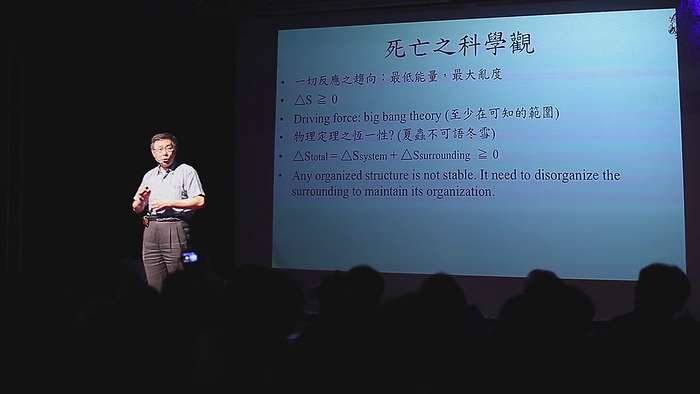 死亡之科學觀
• 一切反應之趨向：最低能量，最大亂度
• △S ≧ 0
• Driving force: big bang theory (至少在可知的範圍)
• 物理定理之恆一性? (夏蟲不可語冬雪)
• △Stotal = △Ssystem + △Ssurrounding ≧ 0
• Any organized structure is not stable. It need to disorganize the
surrounding to maintain its organization.